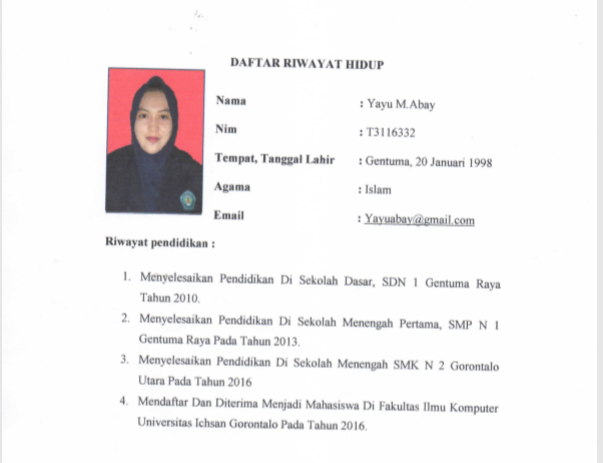 DAFTAR RIWAYAT HIDUP
Nama : Yayu M.Abay
Nim : T3116332
Tempat, Tanggal Lahir : Gentuma, 20 Januari 1998
Agama : Islam
Email : Yayuabay@gmail.com
Riwayat pendidikan :
1. Menyelesaikan Pendidikan Di Sekolah Dasar, SDN 1 Gentuma Raya
Tahun 2010.
2. Menyelesaikan Pendidikan Di Sekolah Menengah Pertama, SMP N 1
Gentuma Raya Pada Tahun 2013.
3. Menyelesaikan Pendidikan Di Sekolah Menengah SMK N 2 Gorontalo
Utara Pada Tahun 2016
4. Mendaftar Dan Diterima Menjadi Mahasiswa Di Fakultas Ilmu Komputer
Universitas Ichsan Gorontalo Pada Tahun 2016.